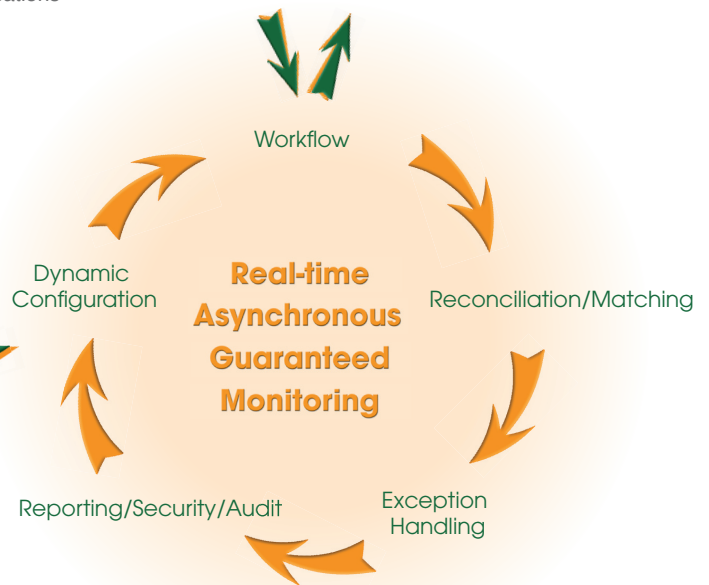 Workflow
Dynamic
Configuration
Real-time
Asynchronous
Guaranteed
Monitoring
Reconciliation/Matching
Reporting/Security/Audit
Exception
Handling